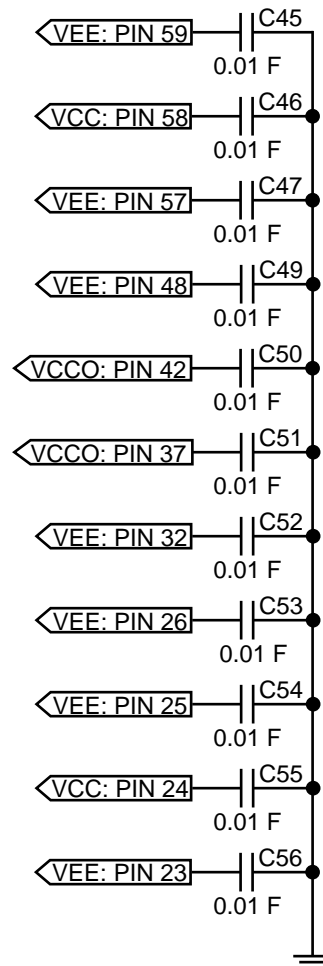 VEE: PIN 59 C45
0.01 F
VCC: PIN 58 C46
0.01 F
VEE: PIN 57 C47
0.01 F
VEE: PIN 48 C49
0.01 F
VCCO: PIN 42 C50
0.01 F
VCCO: PIN 37 C51
0.01 F
VEE: PIN 32 C52
0.01 F
VEE: PIN 26 C53
0.01 F
VEE: PIN 25 C54
0.01 F
VCC: PIN 24 C55
0.01 F
VEE: PIN 23 C56
0.01 F